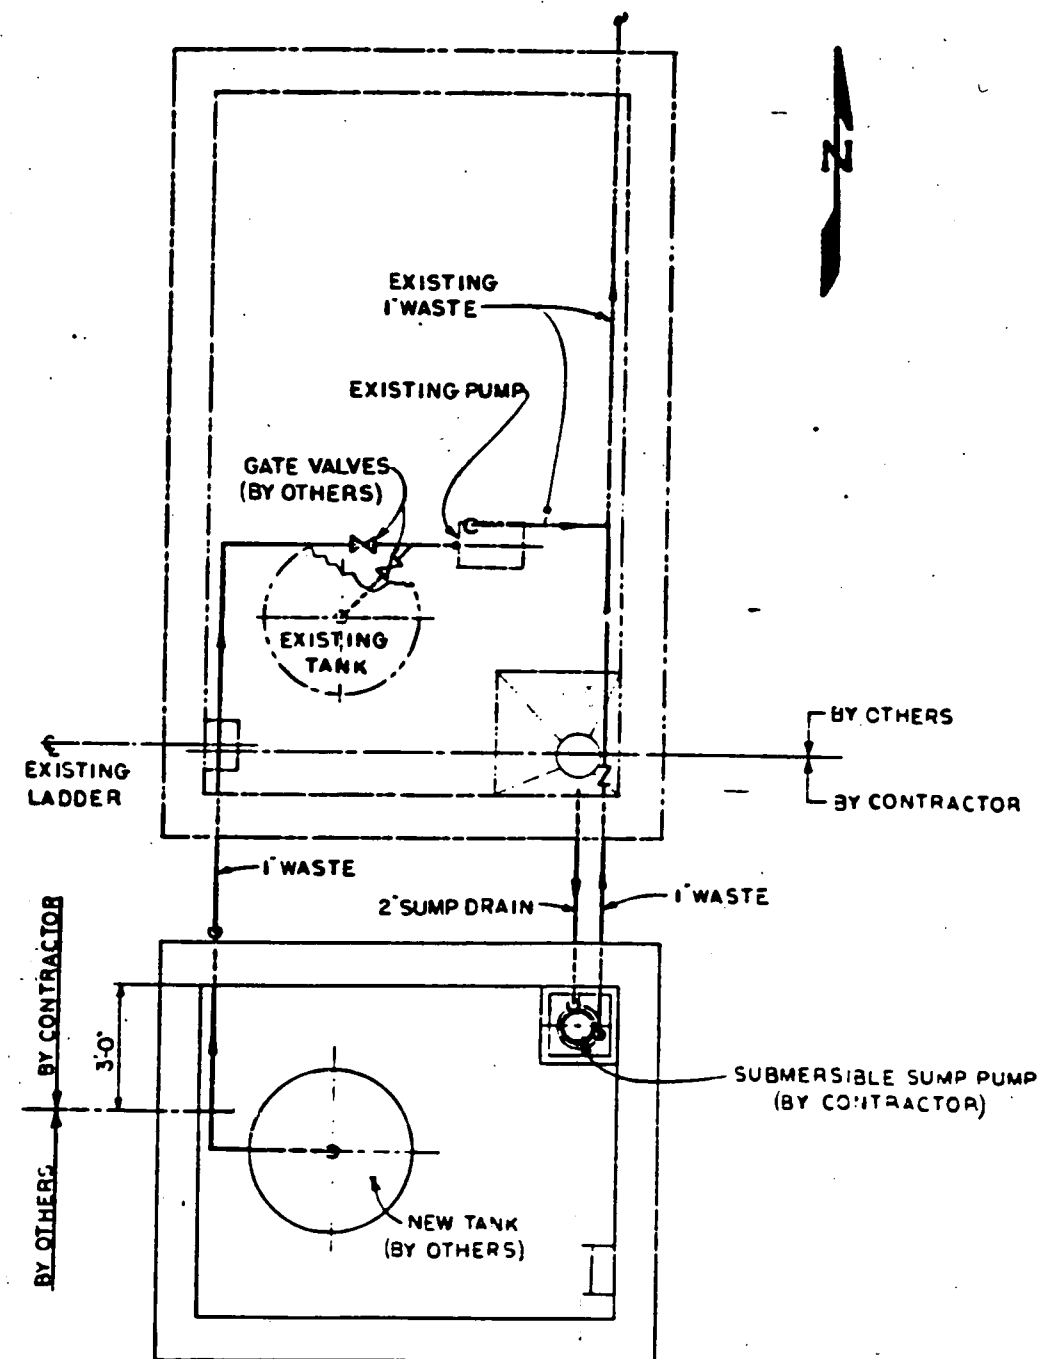 N
EXISTING
1" WASTE
EXISTING PUMP
GATE VALVES
(BY OTHERS)
EXISTING
TANK
BY OTHERS
BY CONTRACTOR
EXISTING
LADDER
1" WASTE
2" SUMP DRAIN
1" WASTE
BY CONTRACTOR
3'-0"
BY OTHERS
SUBMERSIBLE SUMP PUMP
(BY CONTRACTOR)
NEW TANK
(BY OTHERS)